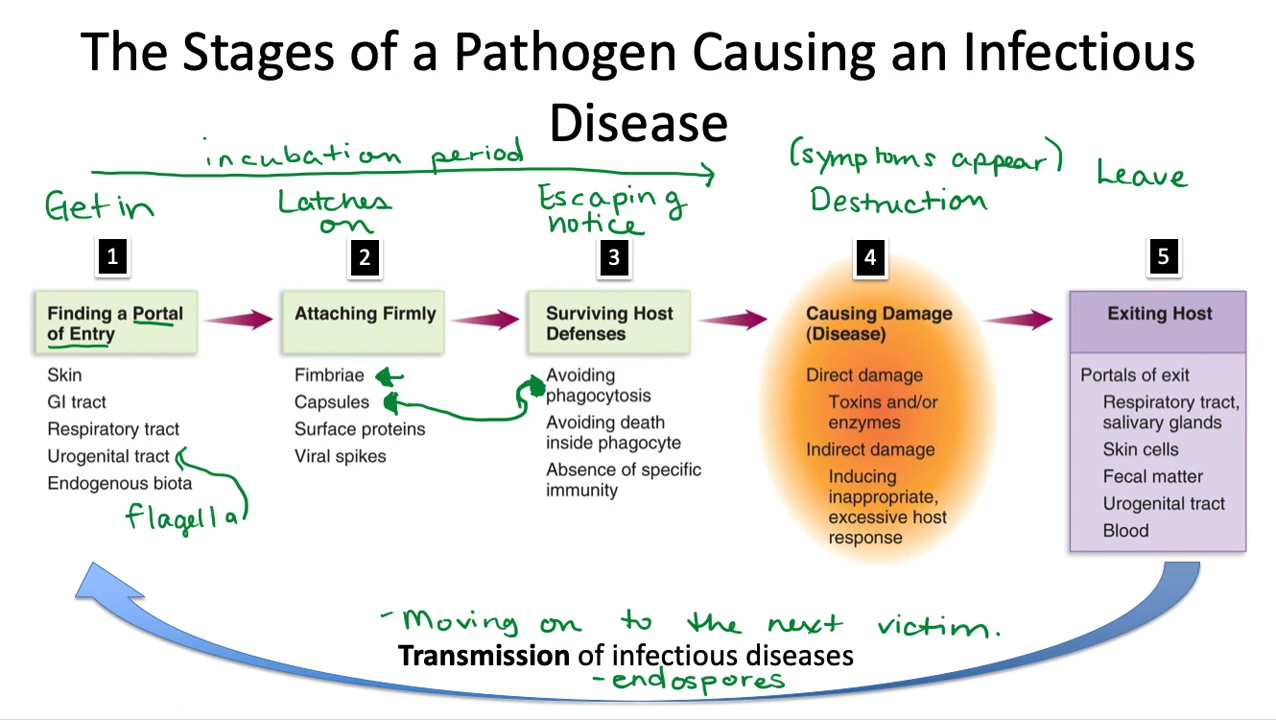 The Stages of a Pathogen Causing an Infectious
Disease
incubation period
(symptoms appear)
Get in
Latches
on
Escaping
notice
Destruction
Leave
1
2
3
4
5
Finding a Portal
of Entry
Skin
GI tract
Respiratory tract
Urogenital tract
Endogenous biota
flagella
Attaching Firmly
Fimbriae
Capsules
Surface proteins
Viral spikes
Surviving Host
Defenses
Avoiding
phagocytosis
Avoiding death
inside phagocyte
Absence of specific
immunity
Causing Damage
(Disease)
Direct damage
Toxins and/or
enzymes
Indirect damage
Inducing
inappropriate,
excessive host
response
Exiting Host
Portals of exit
Respiratory tract,
salivary glands
Skin cells
Fecal matter
Urogenital tract
Blood
-Moving on to the next victim.
Transmission of infectious diseases
-endospores